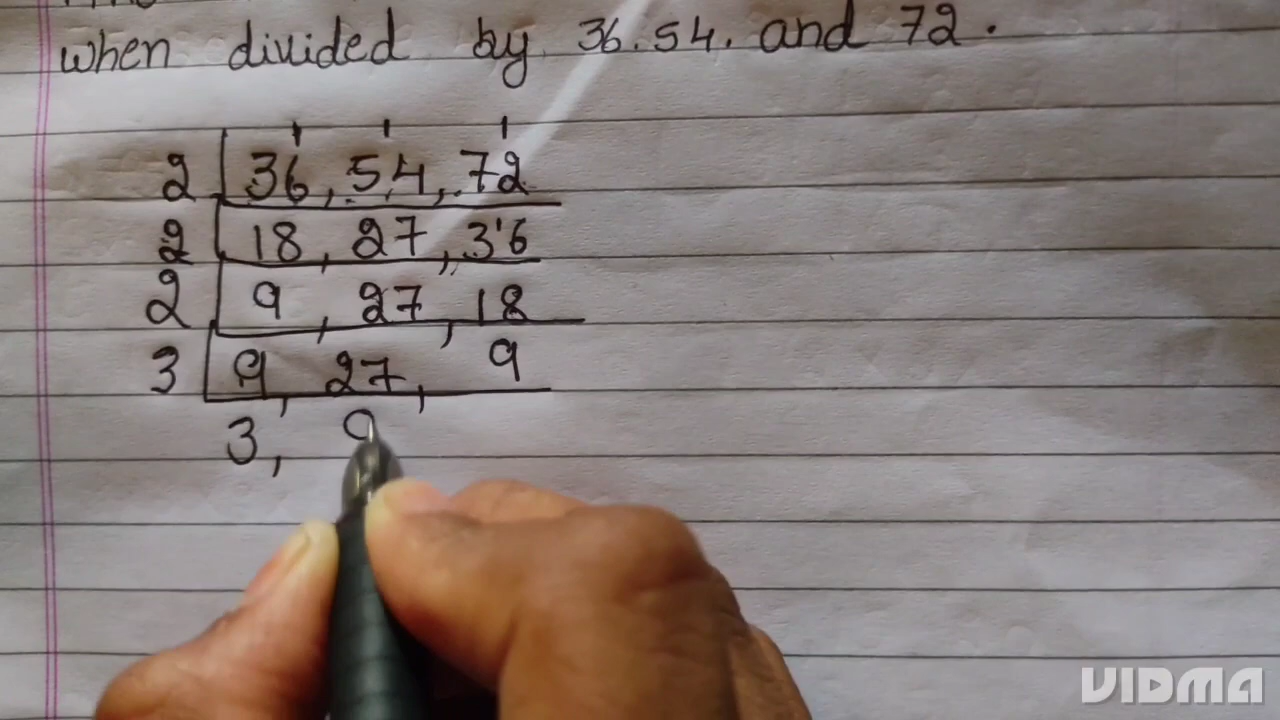 when divided by 36.54. and 72.
2 36, 54, 72
2 18, 27, 36
2 9, 27, 18
3 9, 27, 9
3, 9
VIDMA